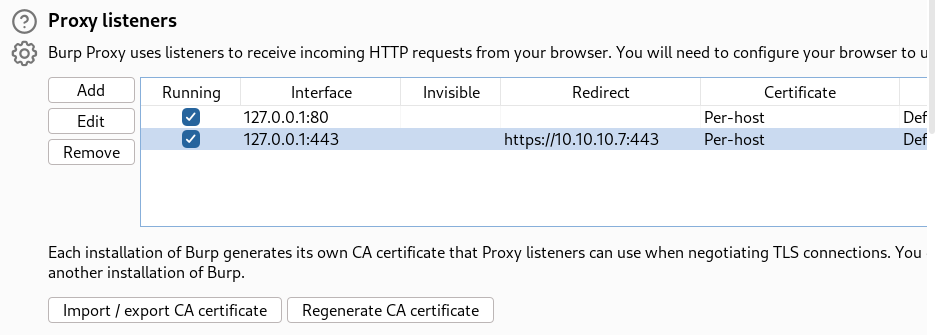 Proxy listeners
Burp Proxy uses listeners to receive incoming HTTP requests from your browser. You will need to configure your browser to u
Add
Edit
Remove
Running Interface Invisible Redirect Certificate
127.0.0.1:80 Per-host Def
127.0.0.1:443 https://10.10.10.7:443 Per-host Def
Each installation of Burp generates its own CA certificate that Proxy listeners can use when negotiating TLS connections. You
another installation of Burp.
Import / export CA certificate Regenerate CA certificate